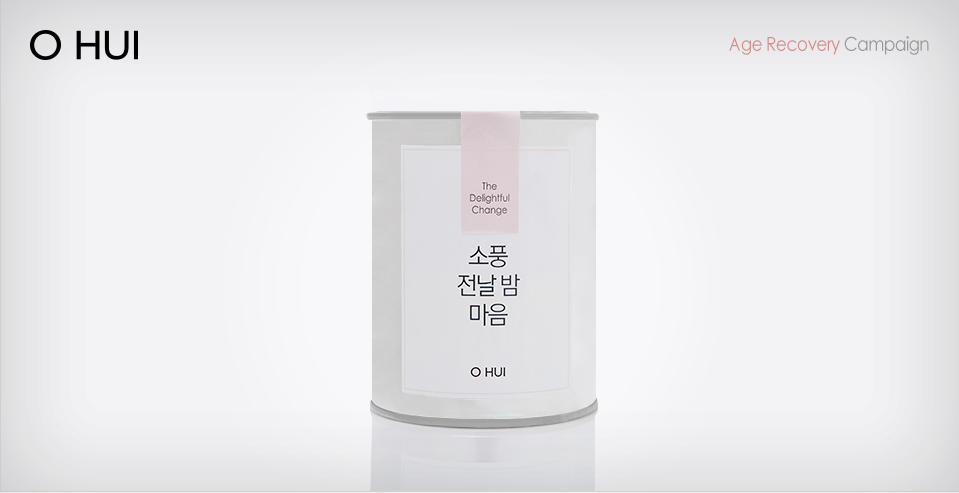 O HUI
Age Recovery Campaign
The
Delightful
Change
소풍
전날 밤
마음
O HUI